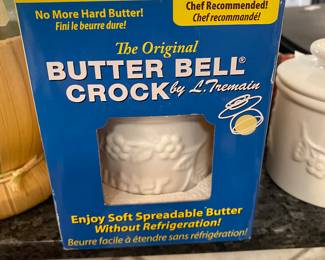 No More Hard Butter!
Fini le beurre dure!
Chef Recommended!
Chef recommandé!
The Original
BUTTER BELL®
CROCK by L.Tremain
Enjoy Soft Spreadable Butter
Without Refrigeration!
Beurre facile à étendre sans réfrigération!